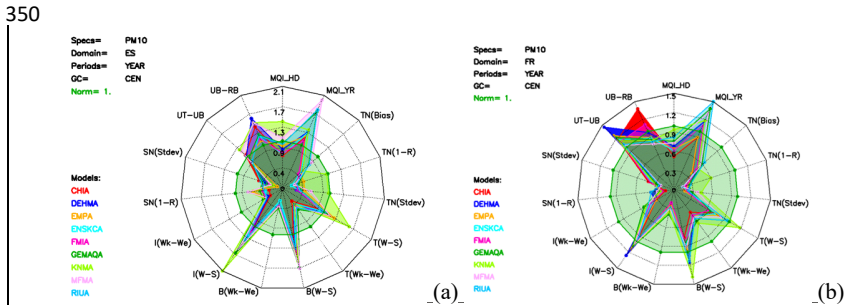 350
Specs= PM10
Domain= ES
Periods= YEAR
GC= CEN
Norm= 1.
MQI_HD
MQI_YR
TN(Bias)
TN(1-R)
TN(Stdev)
T(W-S)
T(Wk-We)
B(W-S)
B(Wk-We)
I(W-S)
I(Wk-We)
SN(1-R)
SN(Stdev)
UT-UB
UB-RB
2.1
1.7
1.3
0.8
0.4
0
Models:
CHIA
DEHMA
EMPA
ENSKCA
FMIA
GEMAQA
KNMA
MFMA
RIUA
(a)
Specs= PM10
Domain= FR
Periods= YEAR
GC= CEN
Norm= 1.
MQI_HD
MQI_YR
TN(Bias)
TN(1-R)
TN(Stdev)
T(W-S)
T(Wk-We)
B(W-S)
B(Wk-We)
I(W-S)
I(Wk-We)
SN(1-R)
SN(Stdev)
UT-UB
UB-RB
1.5
1.2
0.9
0.3
0
Models:
CHIA
DEHMA
EMPA
ENSKCA
FMIA
GEMAQA
KNMA
MFMA
RIUA
(b)